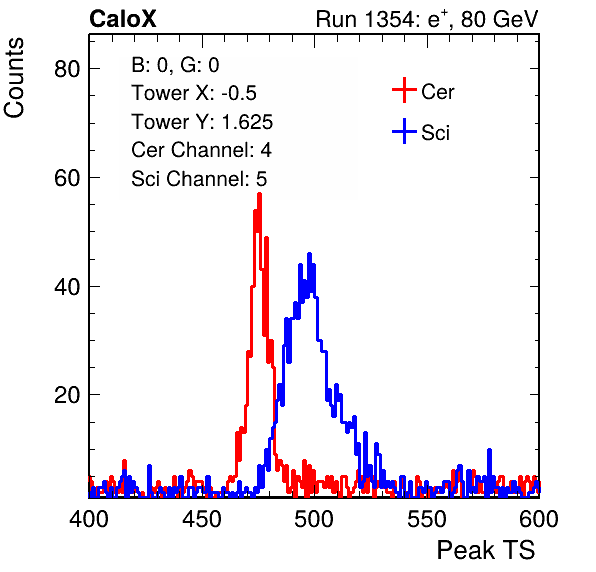 CaloX Run 1354: e⁺, 80 GeV
Counts
B: 0, G: 0
Tower X: -0.5
Tower Y: 1.625
Cer Channel: 4
Sci Channel: 5
Cer
Sci
80
60
40
20
400 450 500 550 600
Peak TS